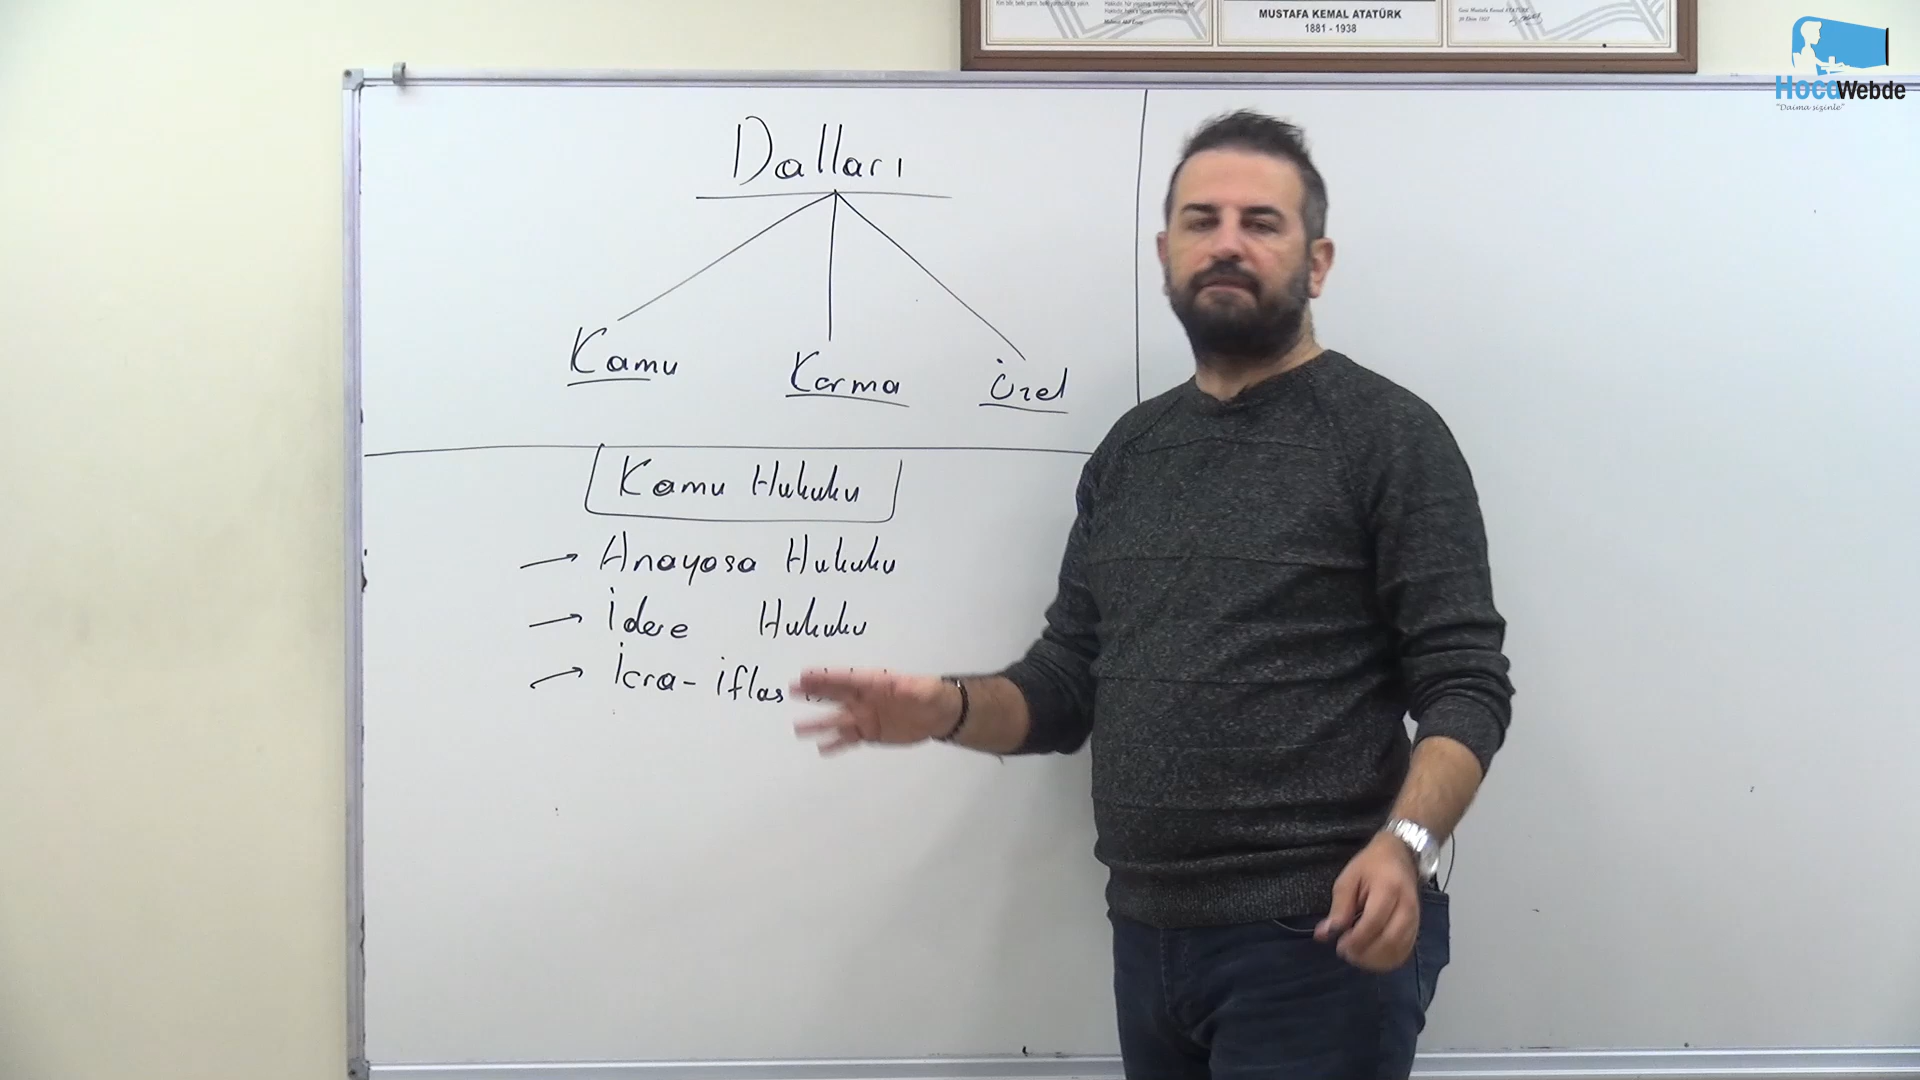 MUSTAFA KEMAL ATATÜRK
1881 - 1938
HocaWebde
"Daima sizinle"
Dalları
Kamu Karma Özel
Kamu Hukuku
Anayasa Hukuku
İdare Hukuku
İcra-iflas